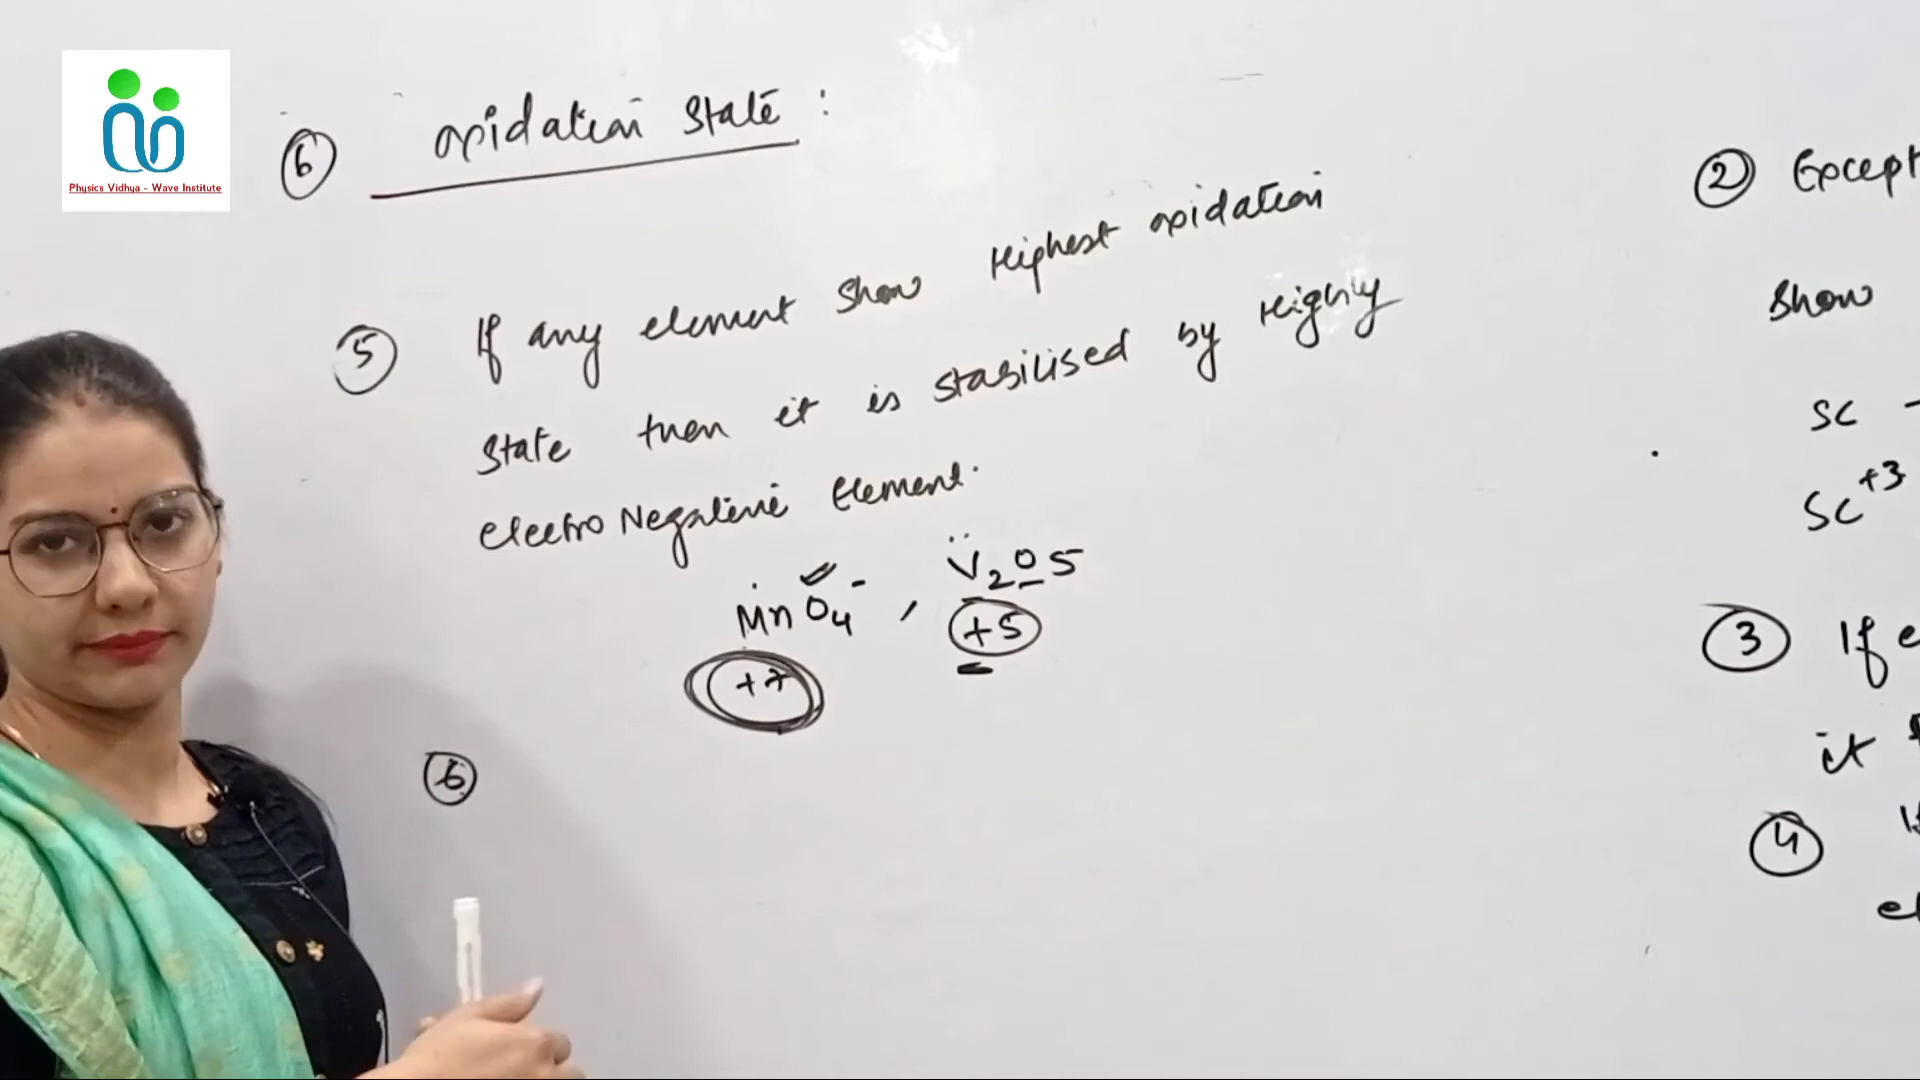 Physics Vidhya - Wave Institute
6 Oxidation State :
5 If any element show Highest oxidation
State then it is stabilised by Highly
electro Negative Element.
MnO4- , V2O5
+7 +5
6
2 Except
Show
Sc -
Sc+3
3 If e
it
4
el